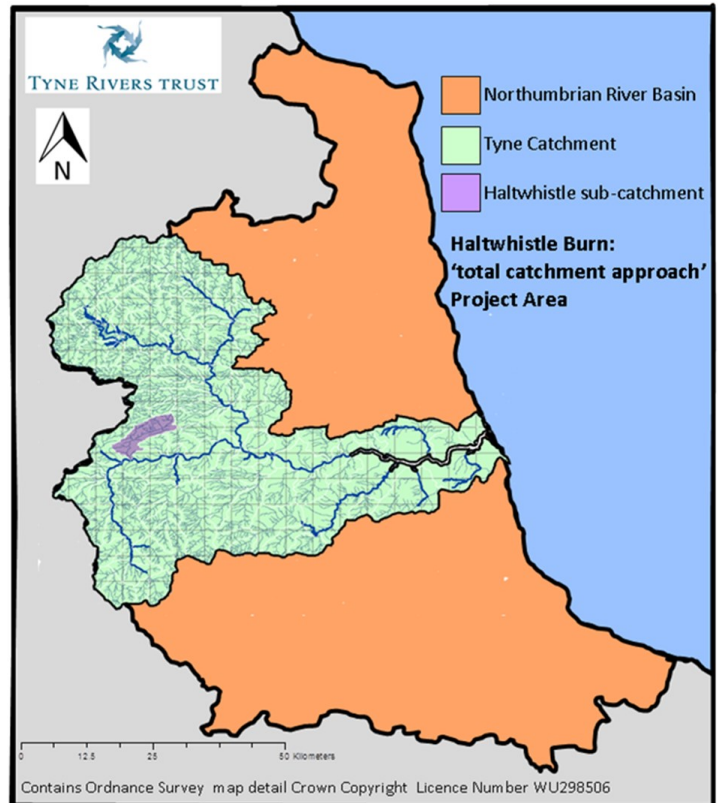 TYNE RIVERS TRUST
N
Northumbrian River Basin
Tyne Catchment
Haltwhistle sub-catchment
Haltwhistle Burn:
‘total catchment approach’
Project Area
0 12.5 25 50 Kilometers
Contains Ordnance Survey map detail Crown Copyright Licence Number WU298506